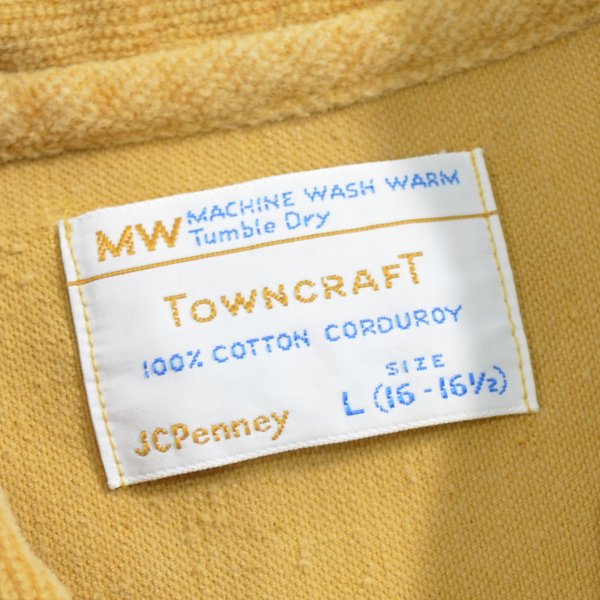 MW MACHINE WASH WARM
Tumble Dry
TOWNCRAFT
100% COTTON CORDUROY
SIZE
JCPenney L (16-16½)